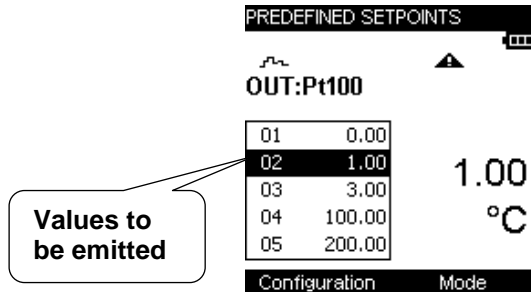 PREDEFINED SETPOINTS
OUT:Pt100
01 0.00
02 1.00
03 3.00
04 100.00
05 200.00
1.00
°C
Values to
be emitted
Configuration Mode